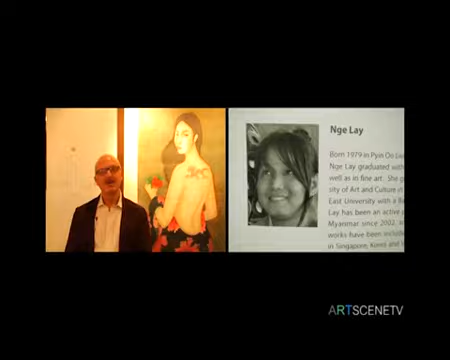 Nge Lay
Born 1979 in Pyin Oo
Nge Lay graduated with
well as in fine art. She
sity of Art and Culture in
East University with a
Lay has been an active
Myanmar since 2002,
works have been
in Singapore, Korea and
ARTSCENETV